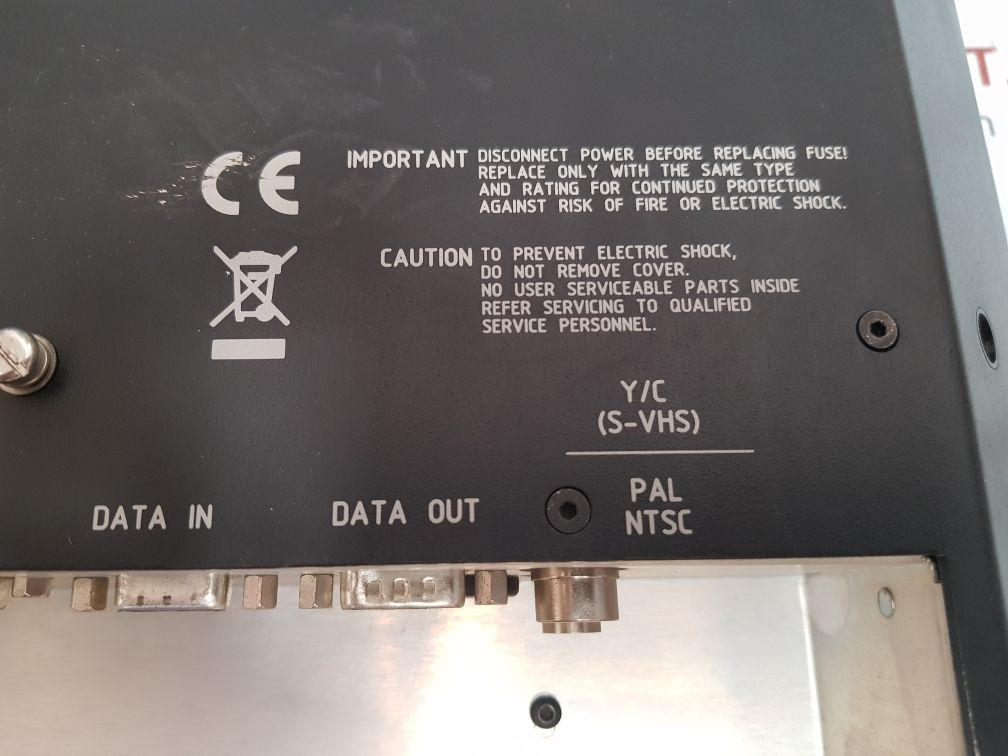 CE
IMPORTANT DISCONNECT POWER BEFORE REPLACING FUSE!
REPLACE ONLY WITH THE SAME TYPE
AND RATING FOR CONTINUED PROTECTION
AGAINST RISK OF FIRE OR ELECTRIC SHOCK.
CAUTION TO PREVENT ELECTRIC SHOCK,
DO NOT REMOVE COVER.
NO USER SERVICEABLE PARTS INSIDE
REFER SERVICING TO QUALIFIED
SERVICE PERSONNEL.
Y/C
(S-VHS)
PAL
NTSC
DATA IN
DATA OUT